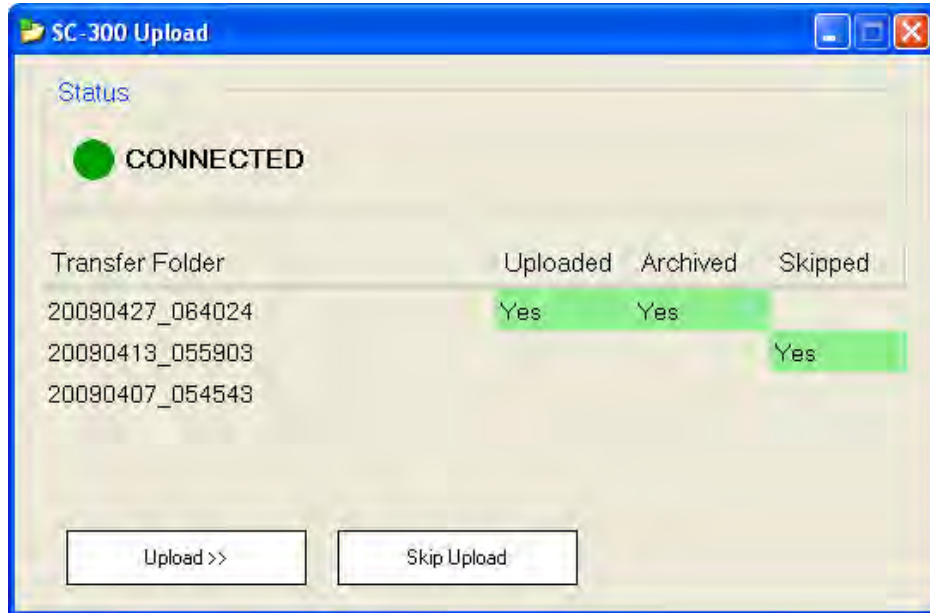 SC-300 Upload
Status
CONNECTED
Transfer Folder Uploaded Archived Skipped
20090427_064024 Yes Yes
20090413_055903 Yes
20090407_054543
Upload >> Skip Upload